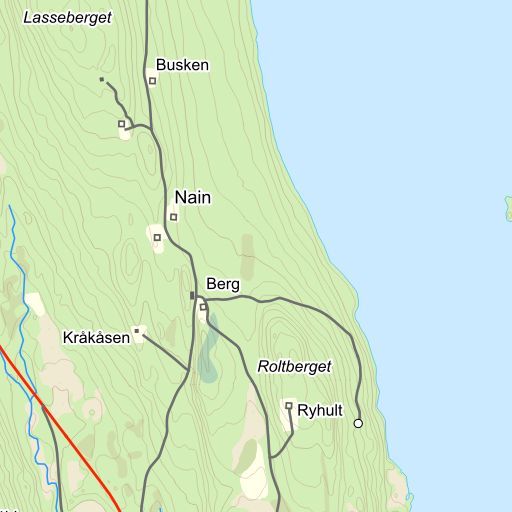 Lasseberget
Busken
Nain
Berg
Kråkåsen
Roltberget
Ryhult